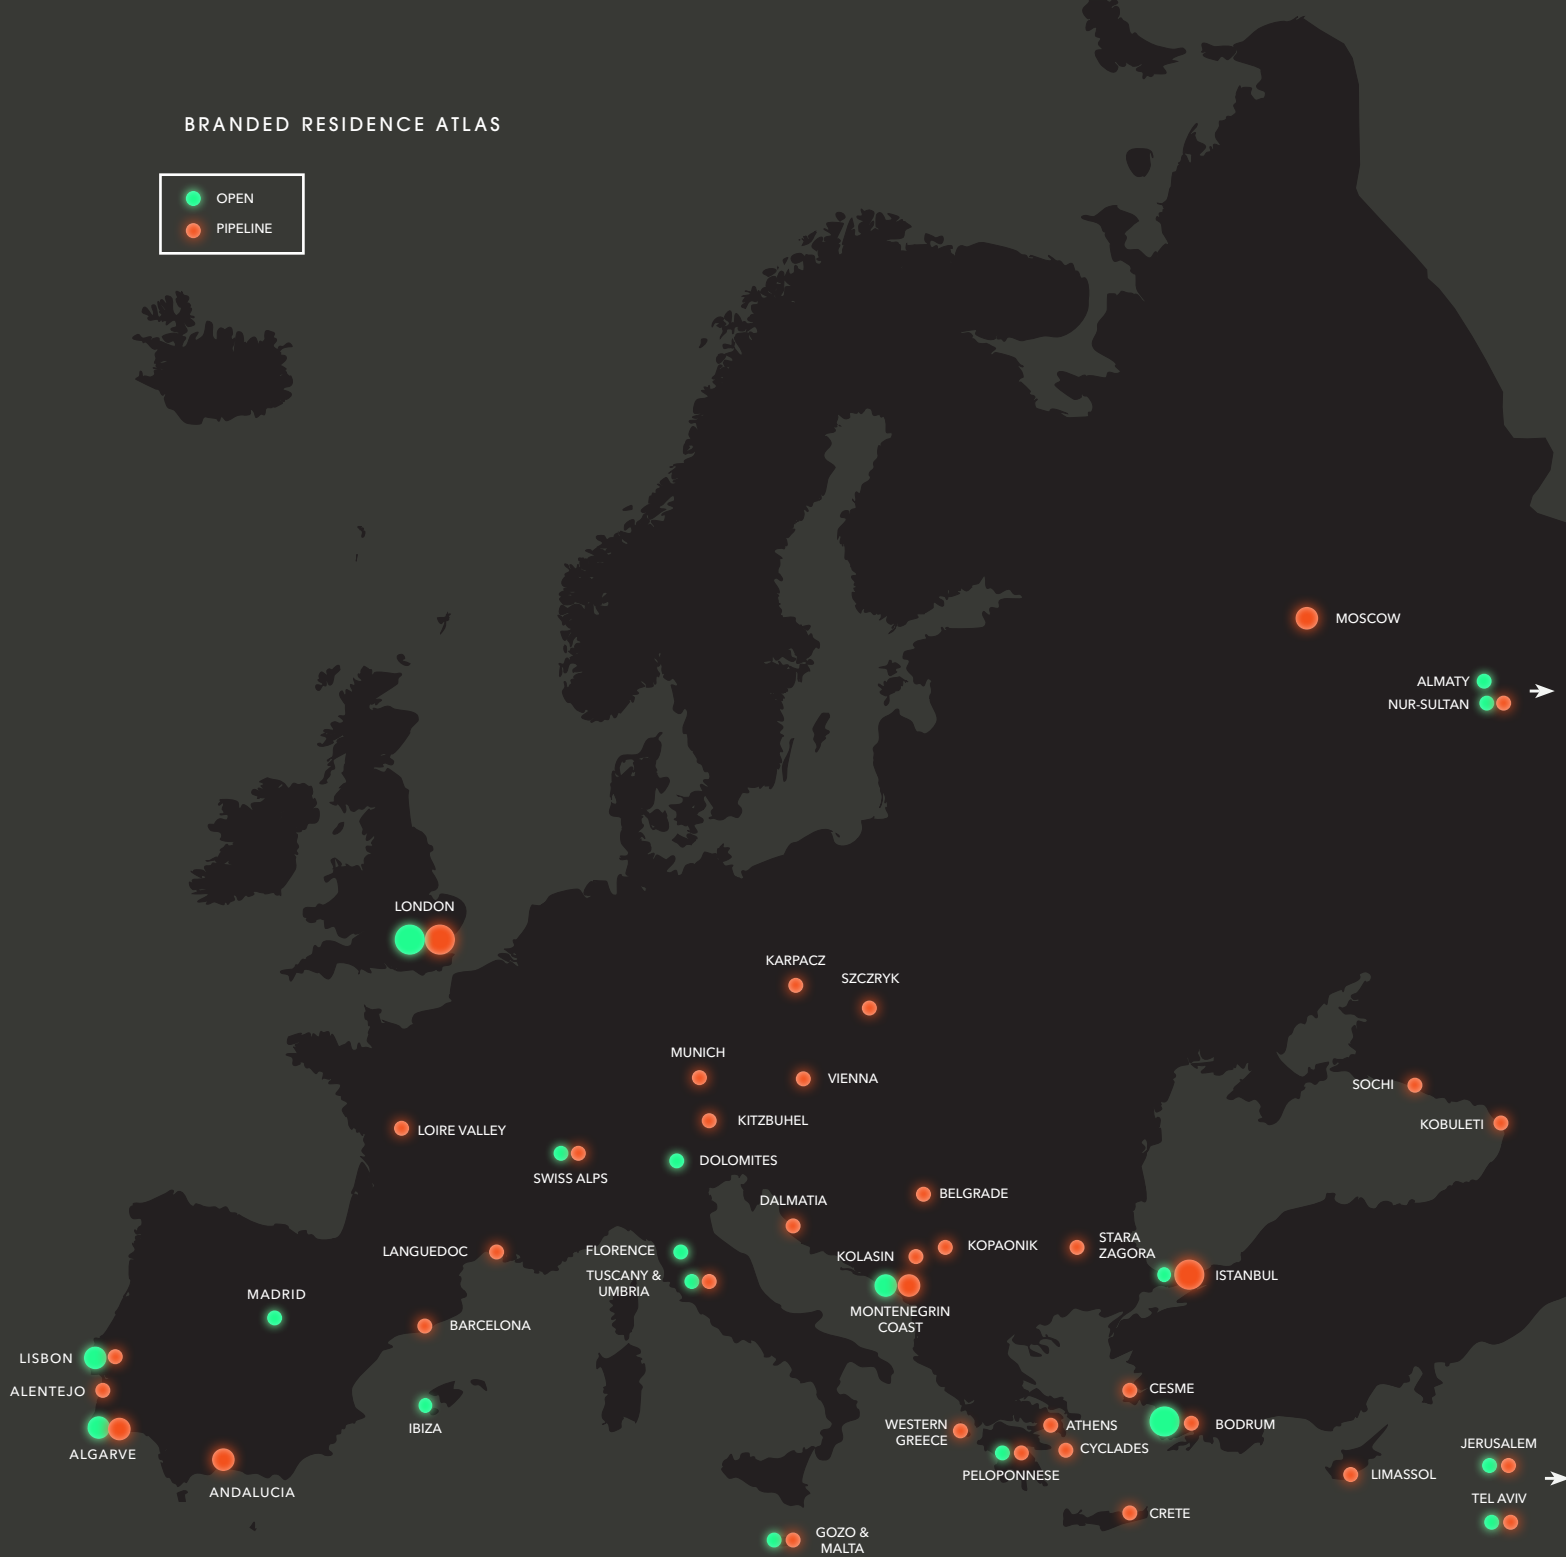 BRANDED RESIDENCE ATLAS
OPEN
PIPELINE
MOSCOW
ALMATY
NUR-SULTAN
LONDON
KARPACZ
SZCZRYK
MUNICH
VIENNA
SOCHI
KITZBUHEL
KOBULETI
LOIRE VALLEY
DOLOMITES
SWISS ALPS
BELGRADE
DALMATIA
STARA
ZAGORA
KOPAONIK
LANGUEDOC
FLORENCE
KOLASIN
TUSCANY &
UMBRIA
ISTANBUL
MADRID
MONTENEGRIN
COAST
BARCELONA
LISBON
ALENTEJO
CESME
IBIZA
WESTERN
GREECE
ATHENS
BODRUM
CYCLADES
JERUSALEM
ALGARVE
PELOPONNESE
LIMASSOL
ANDALUCIA
TEL AVIV
CRETE
GOZO &
MALTA